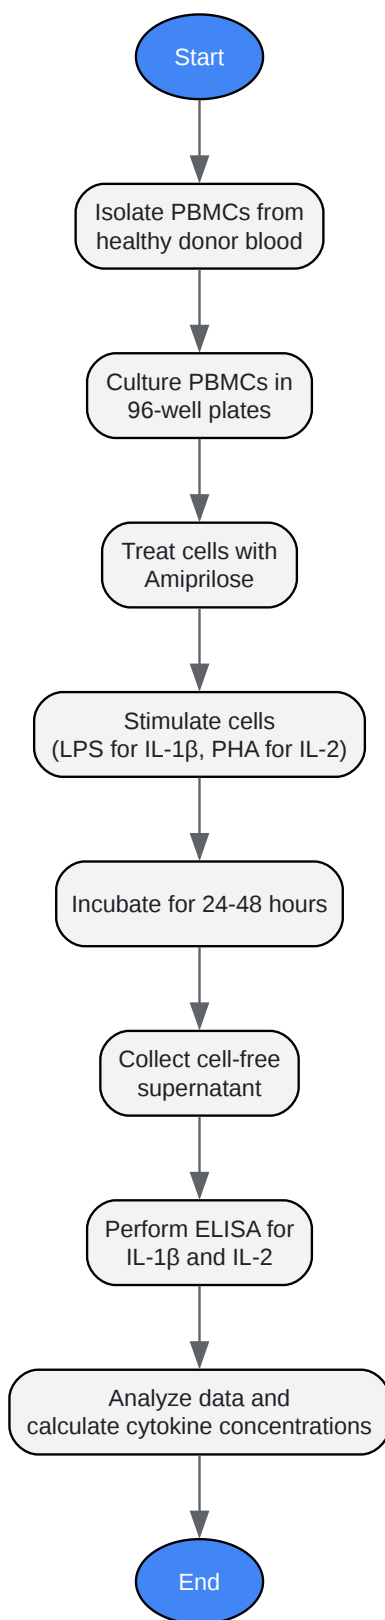 Start
Isolate PBMCs from
healthy donor blood
Culture PBMCs in
96-well plates
Treat cells with
Amiprilose
Stimulate cells
(LPS for IL-1β, PHA for IL-2)
Incubate for 24-48 hours
Collect cell-free
supernatant
Perform ELISA for
IL-1β and IL-2
Analyze data and
calculate cytokine concentrations
End